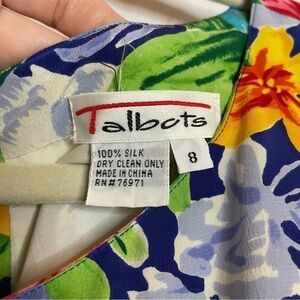 Talbots
100% SILK
DRY CLEAN ONLY
MADE IN CHINA
RN#76971
8